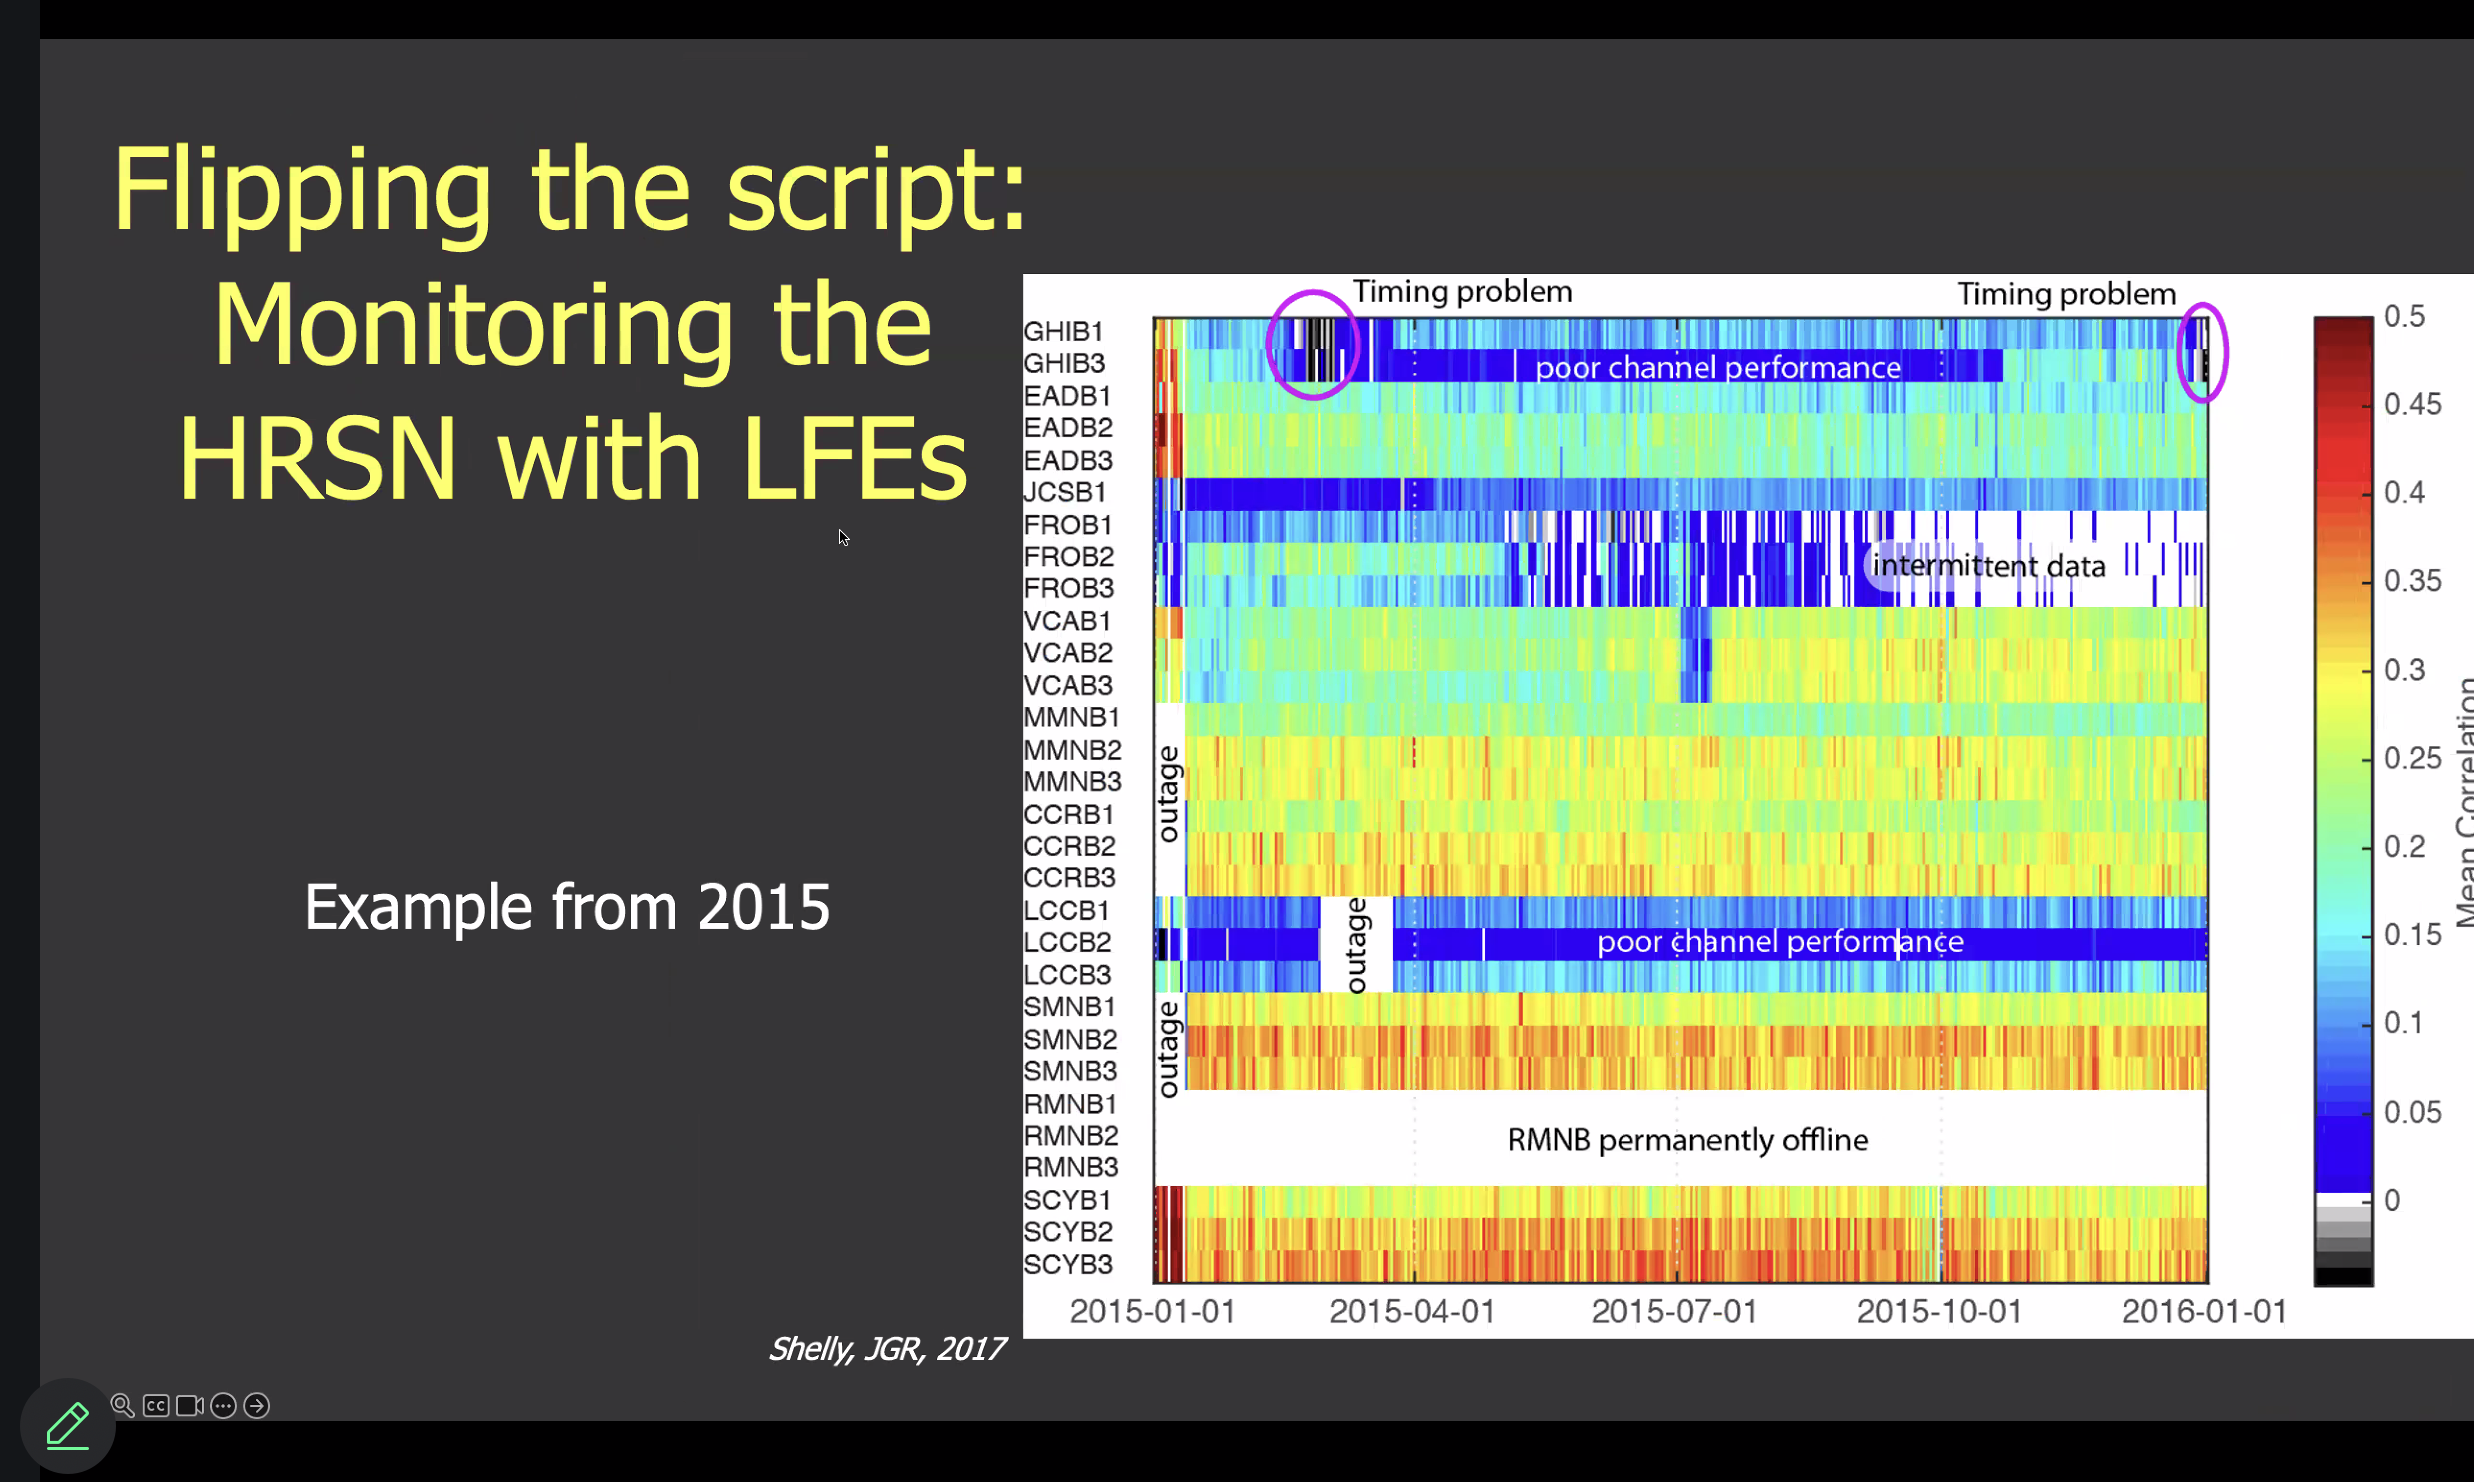 Flipping the script:
Monitoring the
HRSN with LFEs
Example from 2015
Shelly, JGR, 2017
Timing problem
Timing problem
GHIB1
GHIB3
EADB1
EADB2
EADB3
JCSB1
FROB1
FROB2
FROB3
VCAB1
VCAB2
VCAB3
MMNB1
MMNB2
MMNB3
CCRB1
CCRB2
CCRB3
LCCB1
LCCB2
LCCB3
SMNB1
SMNB2
SMNB3
RMNB1
RMNB2
RMNB3
SCYB1
SCYB2
SCYB3
poor channel performance
intermittent data
outage
outage
poor channel performance
outage
RMNB permanently offline
2015-01-01
2015-04-01
2015-07-01
2015-10-01
2016-01-01
0.5
0.45
0.4
0.35
0.3
0.25
0.2
0.15
0.1
0.05
0
Mean Correlation
CC